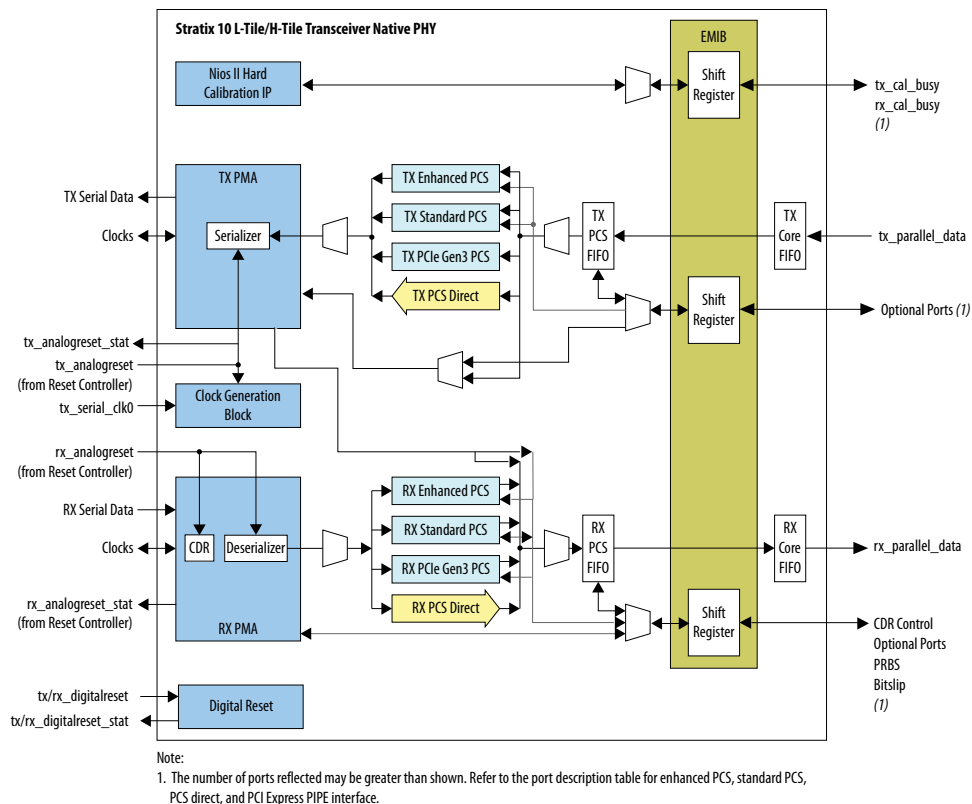 Stratix 10 L-Tile/H-Tile Transceiver Native PHY
EMIB
Nios II Hard
Calibration IP
Shift
Register
tx_cal_busy
rx_cal_busy
(1)
TX PMA
TX Serial Data
Clocks
Serializer
TX Enhanced PCS
TX Standard PCS
TX PCIe Gen3 PCS
TX PCS Direct
TX
PCS
FIFO
TX
Core
FIFO
tx_parallel_data
Shift
Register
Optional Ports (1)
tx_analogreset_stat
tx_analogreset
(from Reset Controller)
tx_serial_clk0
Clock Generation
Block
rx_analogreset
(from Reset Controller)
RX Serial Data
Clocks
CDR
Deserializer
rx_analogreset_stat
(from Reset Controller)
RX PMA
RX Enhanced PCS
RX Standard PCS
RX PCIe Gen3 PCS
RX PCS Direct
RX
PCS
FIFO
RX
Core
FIFO
rx_parallel_data
Shift
Register
CDR Control
Optional Ports
PRBS
Bitslip
(1)
tx/rx_digitalreset
tx/rx_digitalreset_stat
Digital Reset
Note:
1. The number of ports reflected may be greater than shown. Refer to the port description table for enhanced PCS, standard PCS,
PCS direct, and PCI Express PIPE interface.